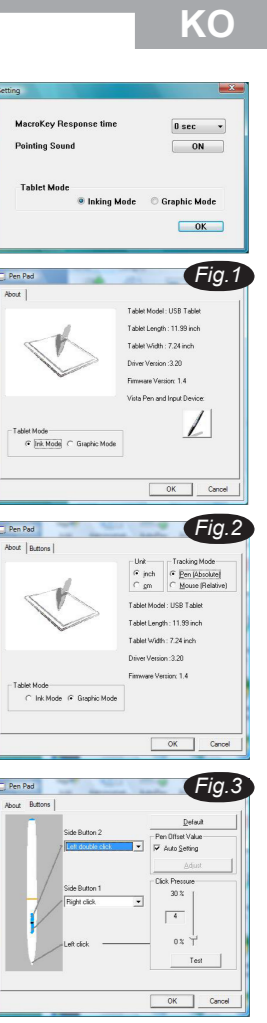 KO
Setting
MacroKey Response time
0 sec
Pointing Sound
ON
Tablet Mode
Inking Mode
Graphic Mode
OK
Pen Pad
Fig.1
About
Tablet Model : USB Tablet
Tablet Length : 11.99 inch
Tablet Width : 7.24 inch
Driver Version :3.20
Firmware Version: 1.4
Vista Pen and Input Device:
Tablet Mode
Ink Mode
Graphic Mode
OK
Cancel
Pen Pad
Fig.2
About
Buttons
Unit
Tracking Mode
inch
Pen (Absolute)
cm
Mouse (Relative)
Tablet Model : USB Tablet
Tablet Length : 11.99 inch
Tablet Width : 7.24 inch
Driver Version :3.20
Firmware Version: 1.4
Tablet Mode
Ink Mode
Graphic Mode
OK
Cancel
Pen Pad
Fig.3
About
Buttons
Default
Side Button 2
Pen Offset Value
Left double click
Auto Setting
Adjust
Side Button 1
Click Pressure
Right click
30 %
4
Left click
0 %
Test
OK
Cancel